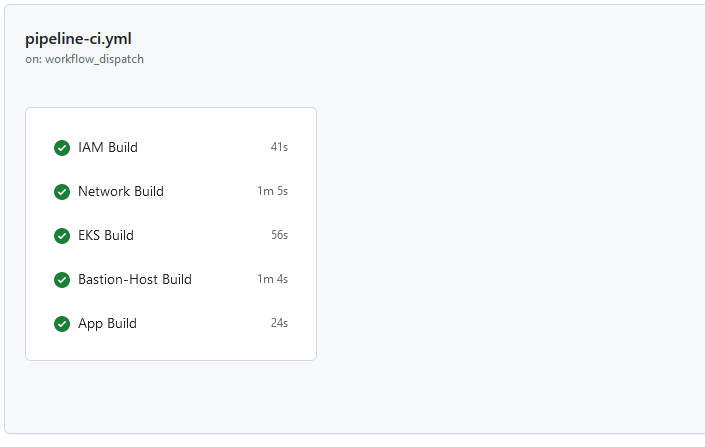 pipeline-ci.yml
on: workflow_dispatch
IAM Build 41s
Network Build 1m 5s
EKS Build 56s
Bastion-Host Build 1m 4s
App Build 24s